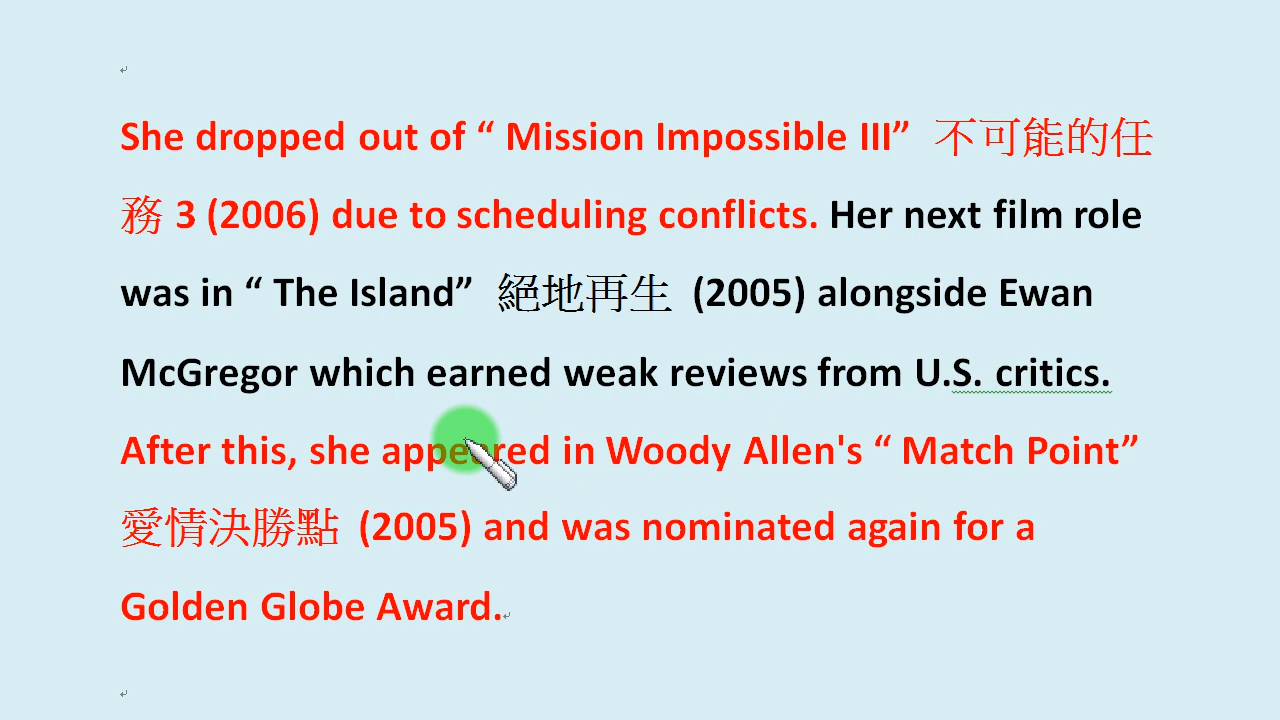 She dropped out of “ Mission Impossible III” 不可能的任
務 3 (2006) due to scheduling conflicts. Her next film role
was in “ The Island” 絕地再生 (2005) alongside Ewan
McGregor which earned weak reviews from U.S. critics.
After this, she appeared in Woody Allen's “ Match Point”
愛情決勝點 (2005) and was nominated again for a
Golden Globe Award.